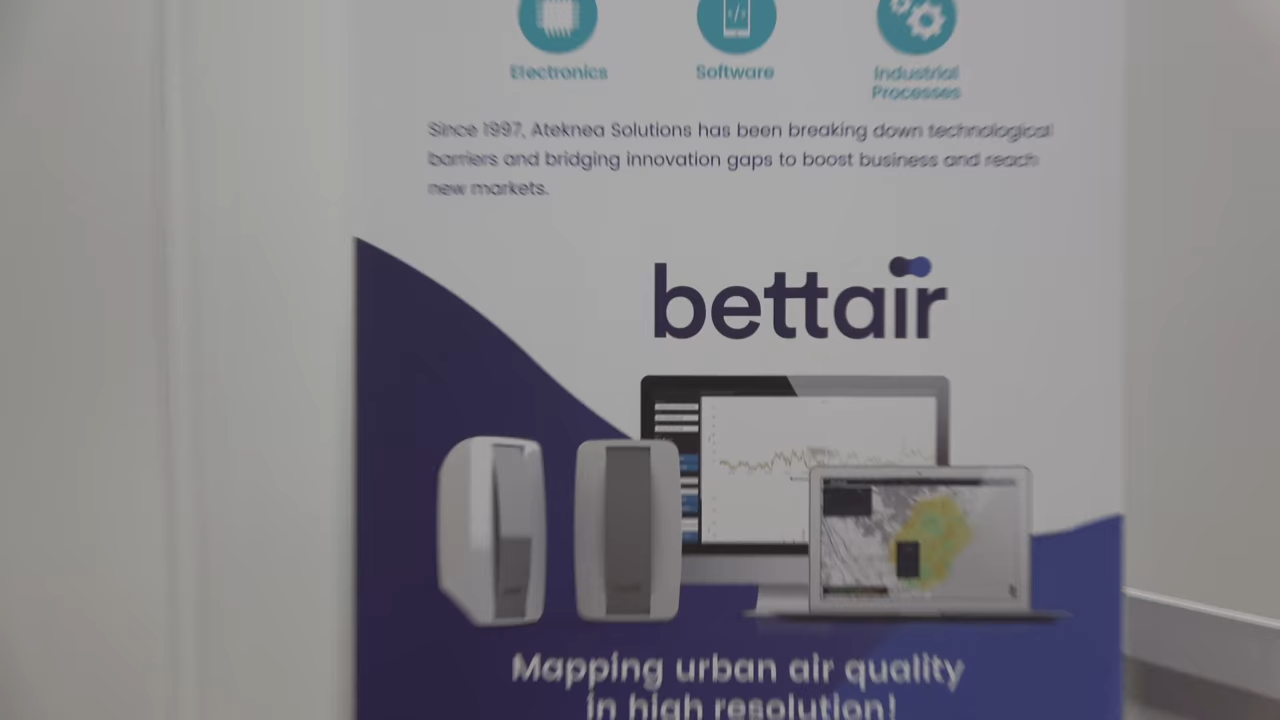 Electronics
Software
Industrial
Processes
Since 1997, Ateknea Solutions has been breaking down technological
barriers and bridging innovation gaps to boost business and reach
new markets.
bettair
Mapping urban air quality
in high resolution!